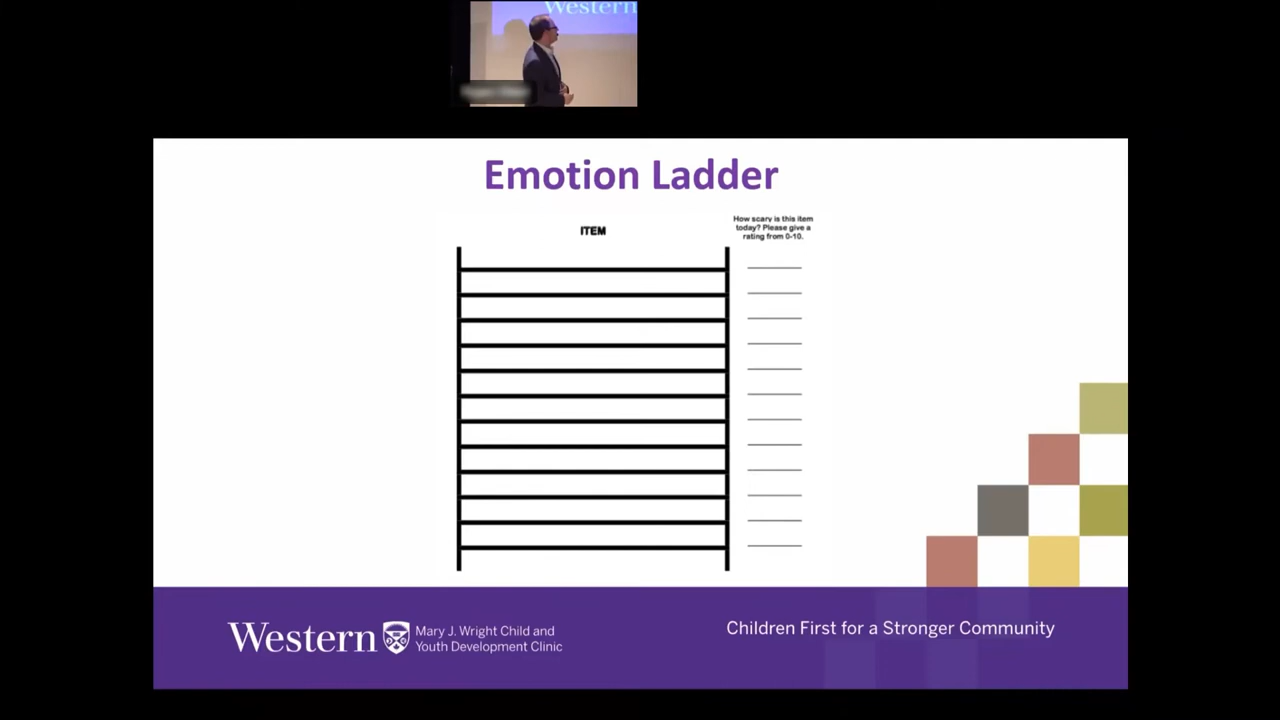 Western
Emotion Ladder
ITEM
How scary is this item
today? Please give a
rating from 0-10.
Western
Mary J. Wright Child and
Youth Development Clinic
Children First for a Stronger Community